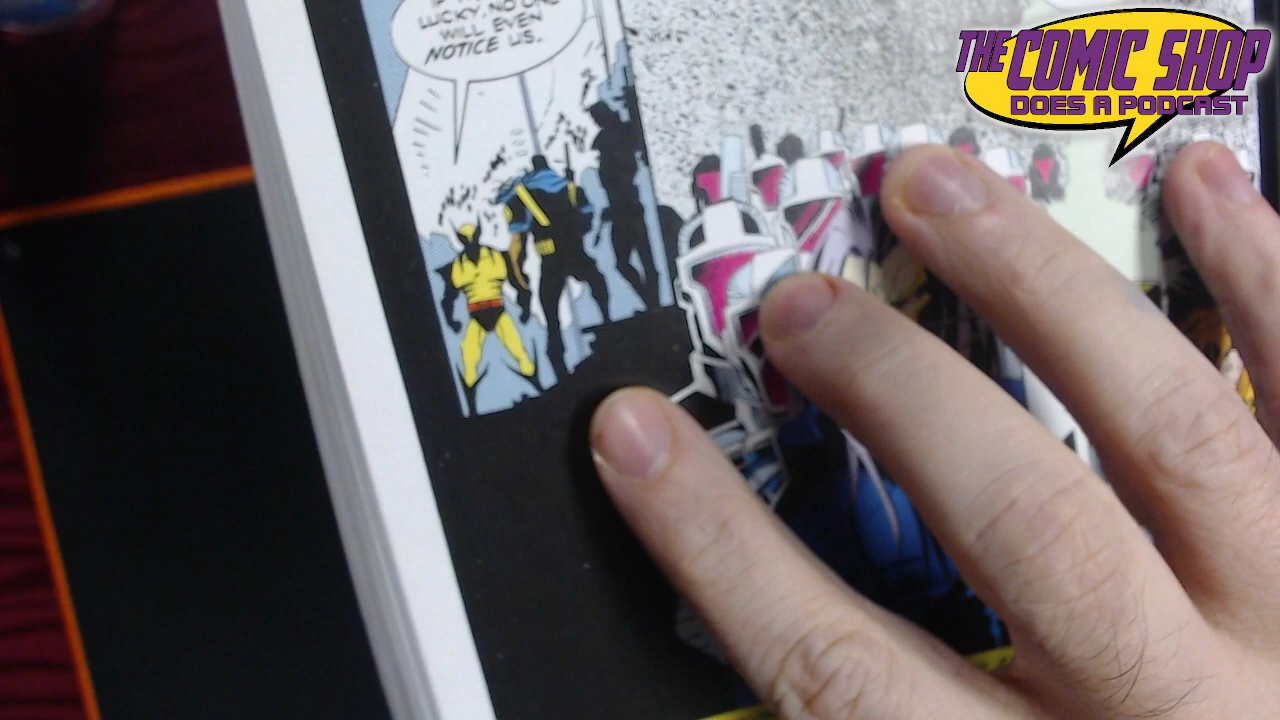 LUCKY, NO ONE
WILL EVEN
NOTICE US.
THE COMIC SHOP
DOES A PODCAST